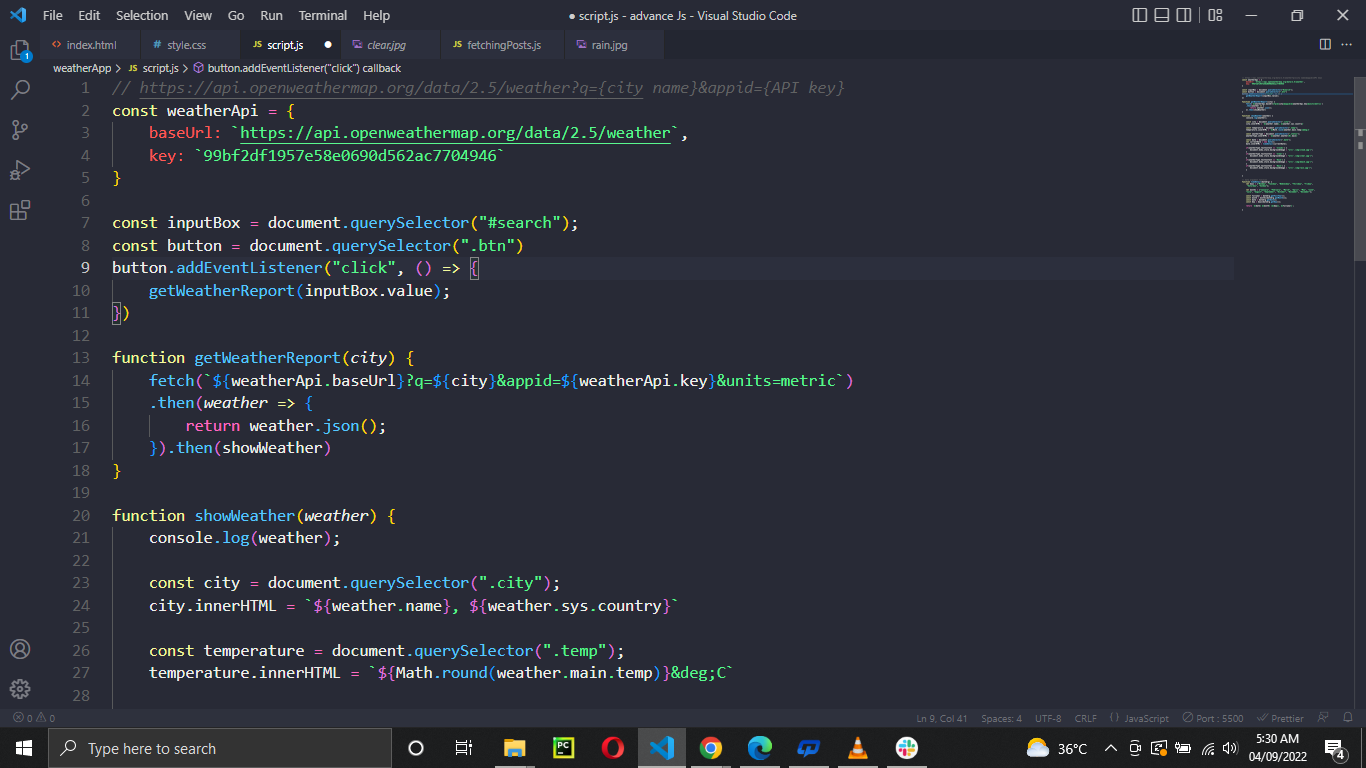 File Edit Selection View Go Run Terminal Help
● script.js - advance Js - Visual Studio Code
<> index.html
# style.css
JS script.js ●
clear.jpg
JS fetchingPosts.js
rain.jpg
weatherApp > JS script.js > button.addEventListener("click") callback
1 // https://api.openweathermap.org/data/2.5/weather?q={city name}&appid={API key}
2 const weatherApi = {
3 baseUrl: `https://api.openweathermap.org/data/2.5/weather`,
4 key: `99bf2df1957e58e0690d562ac7704946`
5 }
6
7 const inputBox = document.querySelector("#search");
8 const button = document.querySelector(".btn")
9 button.addEventListener("click", () => {
10 getWeatherReport(inputBox.value);
11 })
12
13 function getWeatherReport(city) {
14 fetch(`${weatherApi.baseUrl}?q=${city}&appid=${weatherApi.key}&units=metric`)
15 .then(weather => {
16 return weather.json();
17 }).then(showWeather)
18 }
19
20 function showWeather(weather) {
21 console.log(weather);
22
23 const city = document.querySelector(".city");
24 city.innerHTML = `${weather.name}, ${weather.sys.country}`
25
26 const temperature = document.querySelector(".temp");
27 temperature.innerHTML = `${Math.round(weather.main.temp)}&deg;C`
28
1
0 0
Ln 9, Col 41 Spaces: 4 UTF-8 CRLF {} JavaScript Port : 5500 Prettier
Type here to search
PC
36°C
5:30 AM
04/09/2022
4